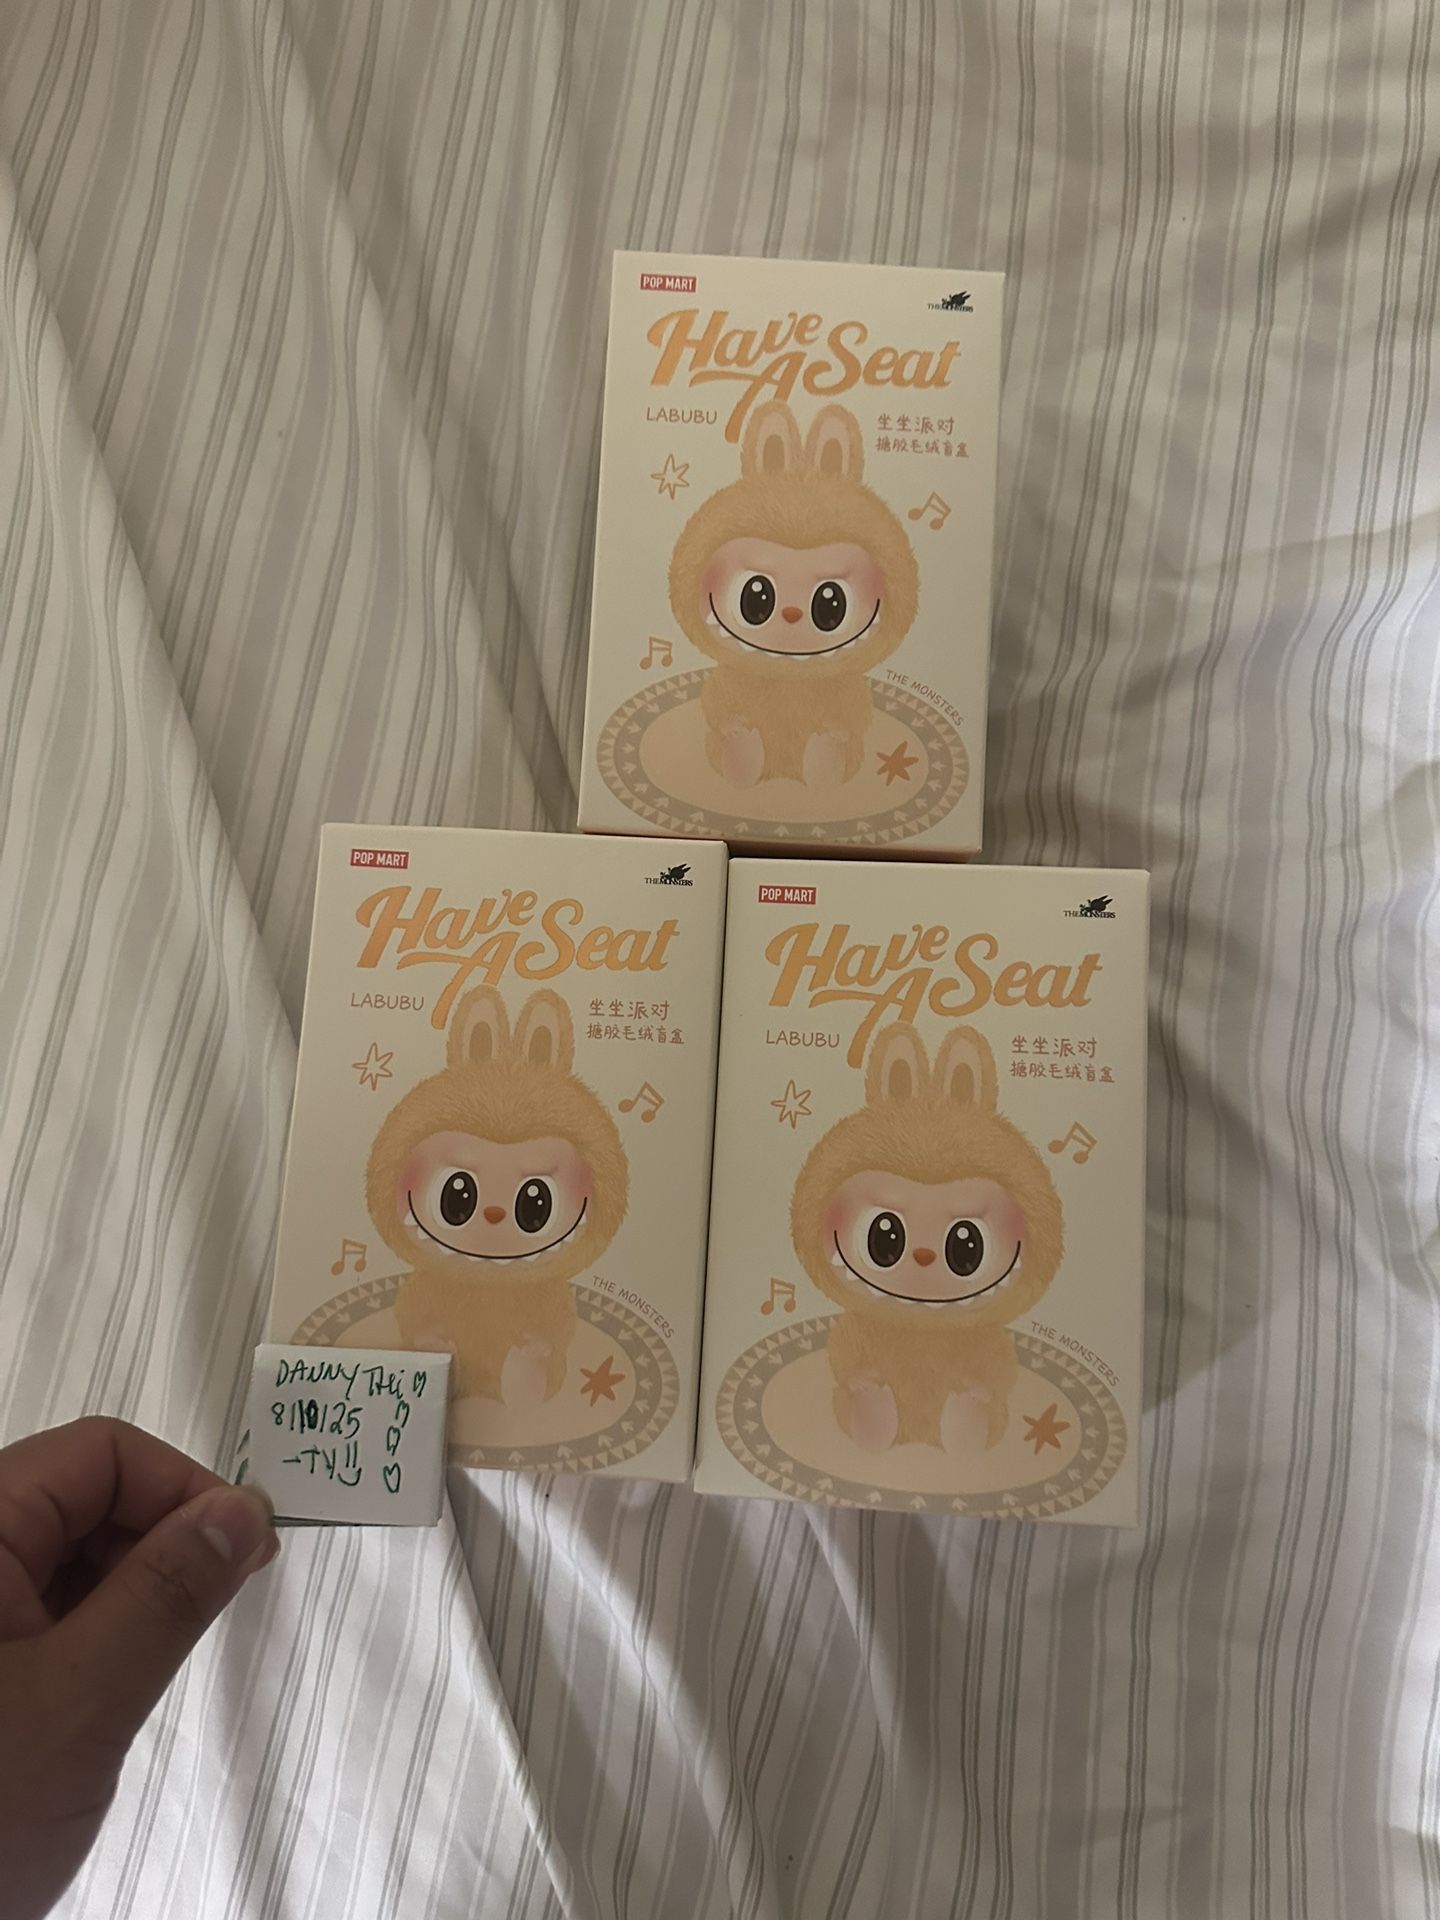 POP MART
THE MONSTERS
Have
A Seat
LABUBU
坐坐派对
搪胶毛绒盲盒
THE MONSTERS
POP MART
THE MONSTERS
Have
A Seat
LABUBU
坐坐派对
搪胶毛绒盲盒
THE MONSTERS
POP MART
THE MONSTERS
Have
A Seat
LABUBU
坐坐派对
搪胶毛绒盲盒
THE MONSTERS
DANNY
8/10/25
-TY!!